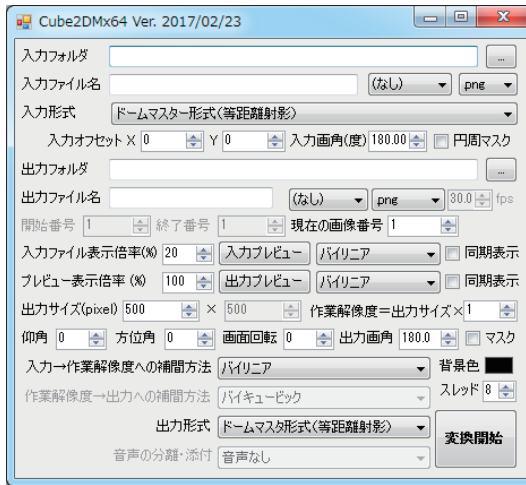 Cube2DMx64 Ver. 2017/02/23
入力フォルダ ...
入力ファイル名 (なし) png
入力形式 ドームマスター形式(等距離射影)
入力オフセット X 0 Y 0 入力画角(度) 180.00 円周マスク
出力フォルダ ...
出力ファイル名 (なし) png 30.0 fps
開始番号 1 終了番号 1 現在の画像番号 1
入力ファイル表示倍率(%) 20 入力プレビュー バイリニア 同期表示
プレビュー表示倍率 (%) 100 出力プレビュー バイリニア 同期表示
出力サイズ(pixel) 500 × 500 作業解像度=出力サイズ× 1
仰角 0 方位角 0 画面回転 0 出力画角 180.0 マスク
入力→作業解像度への補間方法 バイリニア 背景色
作業解像度→出力への補間方法 バイキュービック スレッド 8
出力形式 ドームマスタ形式(等距離射影) 変換開始
音声の分離・添付 音声なし